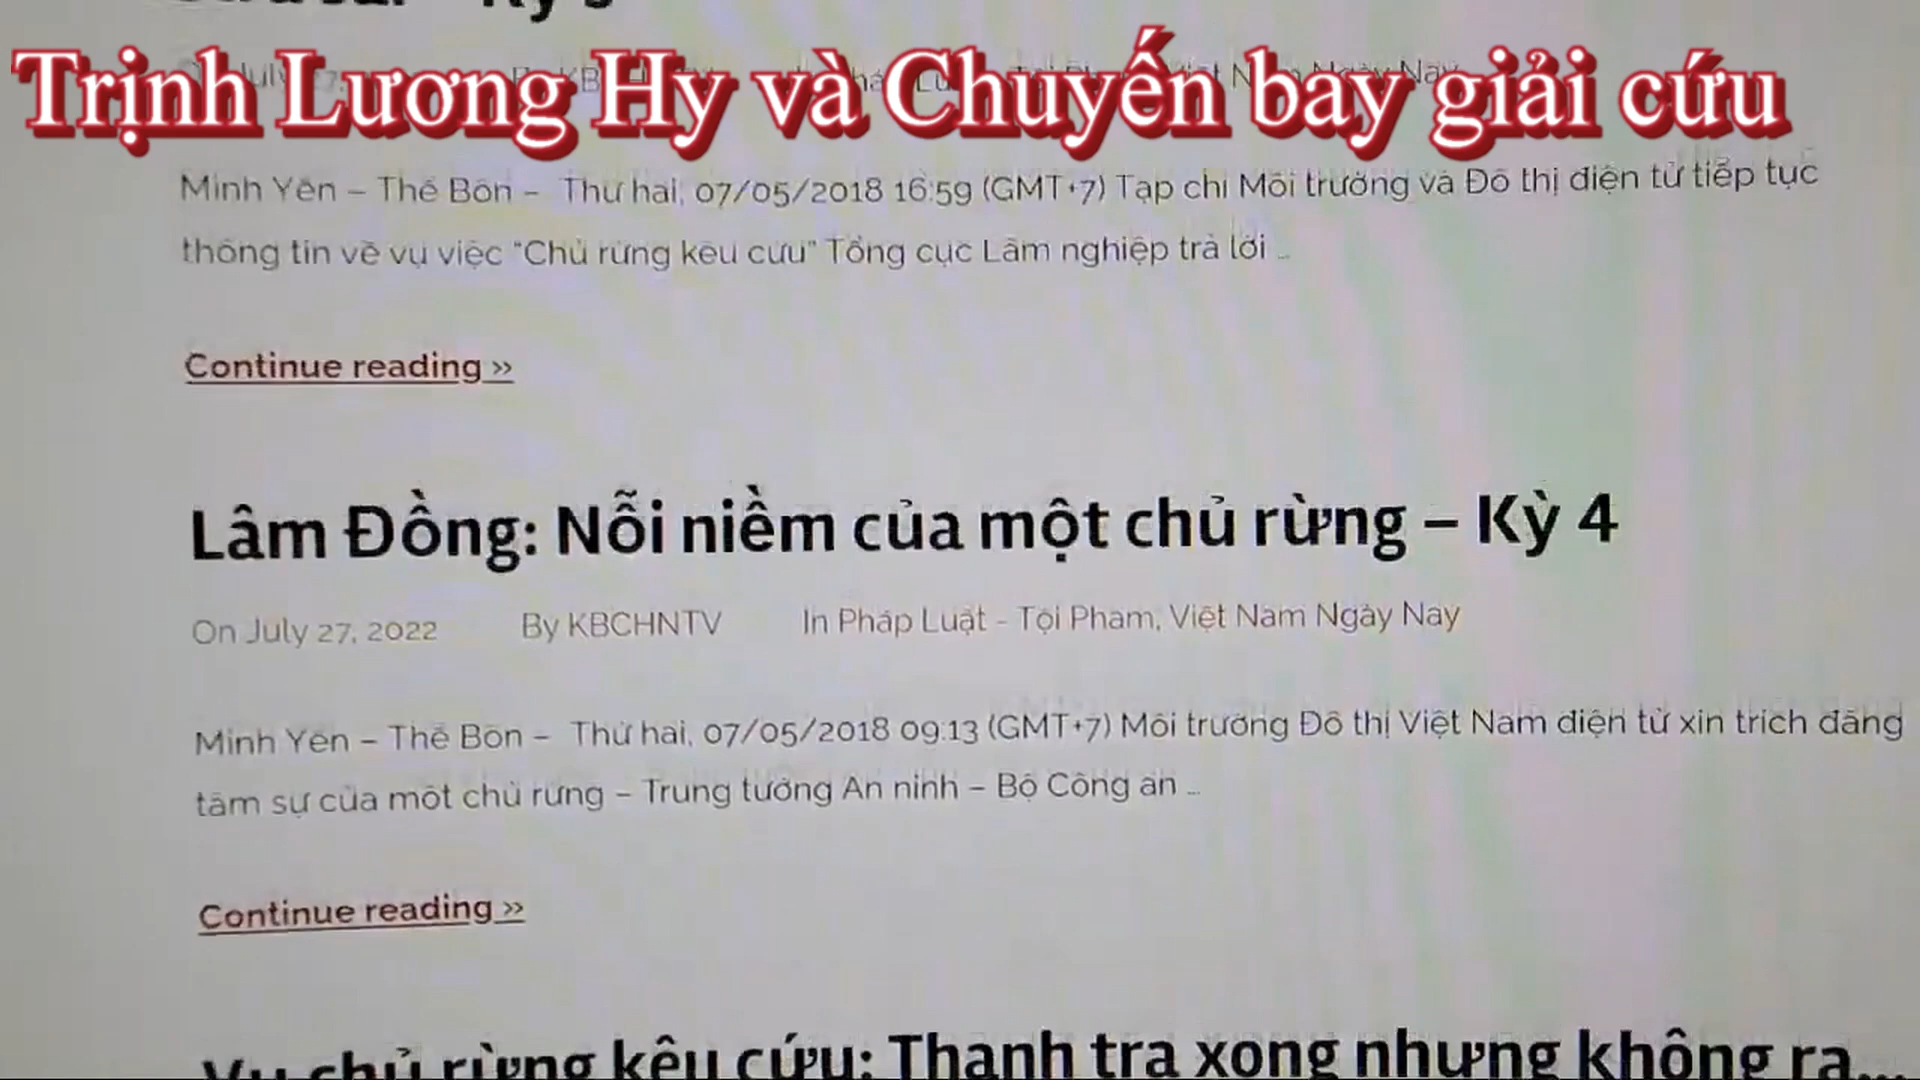 Trịnh Lương Hy và Chuyến bay giải cứu
Minh Yên – Thế Bôn – Thứ hai, 07/05/2018 16:59 (GMT+7) Tạp chí Môi trường và Đô thị điện tử tiếp tục
thông tin về vụ việc "Chủ rừng kêu cứu" Tổng cục Lâm nghiệp trả lời ...
Continue reading »
Lâm Đồng: Nỗi niềm của một chủ rừng – Kỳ 4
On July 27, 2022 By KBCHNTV In Pháp Luật - Tội Phạm, Việt Nam Ngày Nay
Minh Yên – Thế Bôn – Thứ hai, 07/05/2018 09:13 (GMT+7) Môi trường Đô thị Việt Nam điện tử xin trích đăng
tâm sự của một chủ rừng – Trung tướng An ninh – Bộ Công an ...
Continue reading »
Vụ chủ rừng kêu cứu: Thanh tra xong nhưng không ra...